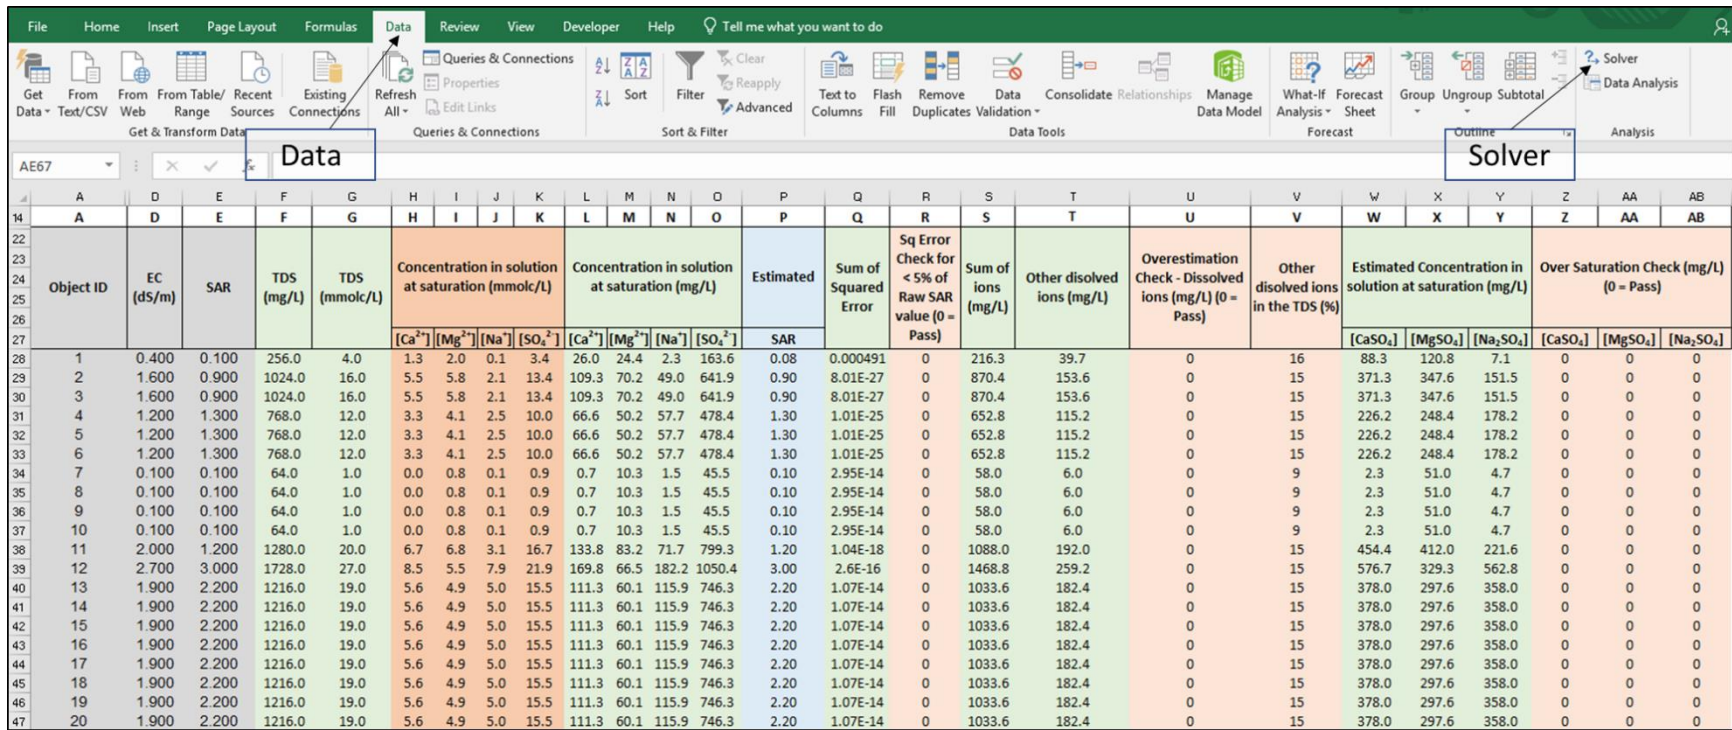 File Home Insert Page Layout Formulas Data Review View Developer Help Tell me what you want to do
Get Data From Text/CSV From Web From Table/ Range Recent Sources Existing Connections
Get & Transform Data
Refresh All Queries & Connections Properties Edit Links
Queries & Connections
Sort Filter Clear Reapply Advanced
Sort & Filter
Text to Columns Flash Fill Remove Duplicates Data Validation Consolidate Relationships Manage Data Model
Data Tools
What-If Analysis Forecast Sheet
Forecast
Group Ungroup Subtotal
Outline
Solver Data Analysis
Analysis
Data
Solver
AE67 fx
A D E F G H I J K L M N O P Q R S T U V W X Y Z AA AB
14 A D E F G H I J K L M N O P Q R S T U V W X Y Z AA AB
22
23
24
25
26
27
Object ID
EC (dS/m)
SAR
TDS (mg/L)
TDS (mmolc/L)
Concentration in solution at saturation (mmolc/L)
Concentration in solution at saturation (mg/L)
Estimated
Sum of Squared Error
Sq Error Check for < 5% of Raw SAR value (0 = Pass)
Sum of ions (mg/L)
Other disolved ions (mg/L)
Overestimation Check - Dissolved ions (mg/L) (0 = Pass)
Other disolved ions in the TDS (%)
Estimated Concentration in solution at saturation (mg/L)
Over Saturation Check (mg/L) (0 = Pass)
[Ca²⁺] [Mg²⁺] [Na⁺] [SO₄²⁻] [Ca²⁺] [Mg²⁺] [Na⁺] [SO₄²⁻] SAR [CaSO₄] [MgSO₄] [Na₂SO₄] [CaSO₄] [MgSO₄] [Na₂SO₄]
28 1 0.400 0.100 256.0 4.0 1.3 2.0 0.1 3.4 26.0 24.4 2.3 163.6 0.08 0.000491 0 216.3 39.7 0 16 88.3 120.8 7.1 0 0 0
29 2 1.600 0.900 1024.0 16.0 5.5 5.8 2.1 13.4 109.3 70.2 49.0 641.9 0.90 8.01E-27 0 870.4 153.6 0 15 371.3 347.6 151.5 0 0 0
30 3 1.600 0.900 1024.0 16.0 5.5 5.8 2.1 13.4 109.3 70.2 49.0 641.9 0.90 8.01E-27 0 870.4 153.6 0 15 371.3 347.6 151.5 0 0 0
31 4 1.200 1.300 768.0 12.0 3.3 4.1 2.5 10.0 66.6 50.2 57.7 478.4 1.30 1.01E-25 0 652.8 115.2 0 15 226.2 248.4 178.2 0 0 0
32 5 1.200 1.300 768.0 12.0 3.3 4.1 2.5 10.0 66.6 50.2 57.7 478.4 1.30 1.01E-25 0 652.8 115.2 0 15 226.2 248.4 178.2 0 0 0
33 6 1.200 1.300 768.0 12.0 3.3 4.1 2.5 10.0 66.6 50.2 57.7 478.4 1.30 1.01E-25 0 652.8 115.2 0 15 226.2 248.4 178.2 0 0 0
34 7 0.100 0.100 64.0 1.0 0.0 0.8 0.1 0.9 0.7 10.3 1.5 45.5 0.10 2.95E-14 0 58.0 6.0 0 9 2.3 51.0 4.7 0 0 0
35 8 0.100 0.100 64.0 1.0 0.0 0.8 0.1 0.9 0.7 10.3 1.5 45.5 0.10 2.95E-14 0 58.0 6.0 0 9 2.3 51.0 4.7 0 0 0
36 9 0.100 0.100 64.0 1.0 0.0 0.8 0.1 0.9 0.7 10.3 1.5 45.5 0.10 2.95E-14 0 58.0 6.0 0 9 2.3 51.0 4.7 0 0 0
37 10 0.100 0.100 64.0 1.0 0.0 0.8 0.1 0.9 0.7 10.3 1.5 45.5 0.10 2.95E-14 0 58.0 6.0 0 9 2.3 51.0 4.7 0 0 0
38 11 2.000 1.200 1280.0 20.0 6.7 6.8 3.1 16.7 133.8 83.2 71.7 799.3 1.20 1.04E-18 0 1088.0 192.0 0 15 454.4 412.0 221.6 0 0 0
39 12 2.700 3.000 1728.0 27.0 8.5 5.5 7.9 21.9 169.8 66.5 182.2 1050.4 3.00 2.6E-16 0 1468.8 259.2 0 15 576.7 329.3 562.8 0 0 0
40 13 1.900 2.200 1216.0 19.0 5.6 4.9 5.0 15.5 111.3 60.1 115.9 746.3 2.20 1.07E-14 0 1033.6 182.4 0 15 378.0 297.6 358.0 0 0 0
41 14 1.900 2.200 1216.0 19.0 5.6 4.9 5.0 15.5 111.3 60.1 115.9 746.3 2.20 1.07E-14 0 1033.6 182.4 0 15 378.0 297.6 358.0 0 0 0
42 15 1.900 2.200 1216.0 19.0 5.6 4.9 5.0 15.5 111.3 60.1 115.9 746.3 2.20 1.07E-14 0 1033.6 182.4 0 15 378.0 297.6 358.0 0 0 0
43 16 1.900 2.200 1216.0 19.0 5.6 4.9 5.0 15.5 111.3 60.1 115.9 746.3 2.20 1.07E-14 0 1033.6 182.4 0 15 378.0 297.6 358.0 0 0 0
44 17 1.900 2.200 1216.0 19.0 5.6 4.9 5.0 15.5 111.3 60.1 115.9 746.3 2.20 1.07E-14 0 1033.6 182.4 0 15 378.0 297.6 358.0 0 0 0
45 18 1.900 2.200 1216.0 19.0 5.6 4.9 5.0 15.5 111.3 60.1 115.9 746.3 2.20 1.07E-14 0 1033.6 182.4 0 15 378.0 297.6 358.0 0 0 0
46 19 1.900 2.200 1216.0 19.0 5.6 4.9 5.0 15.5 111.3 60.1 115.9 746.3 2.20 1.07E-14 0 1033.6 182.4 0 15 378.0 297.6 358.0 0 0 0
47 20 1.900 2.200 1216.0 19.0 5.6 4.9 5.0 15.5 111.3 60.1 115.9 746.3 2.20 1.07E-14 0 1033.6 182.4 0 15 378.0 297.6 358.0 0 0 0